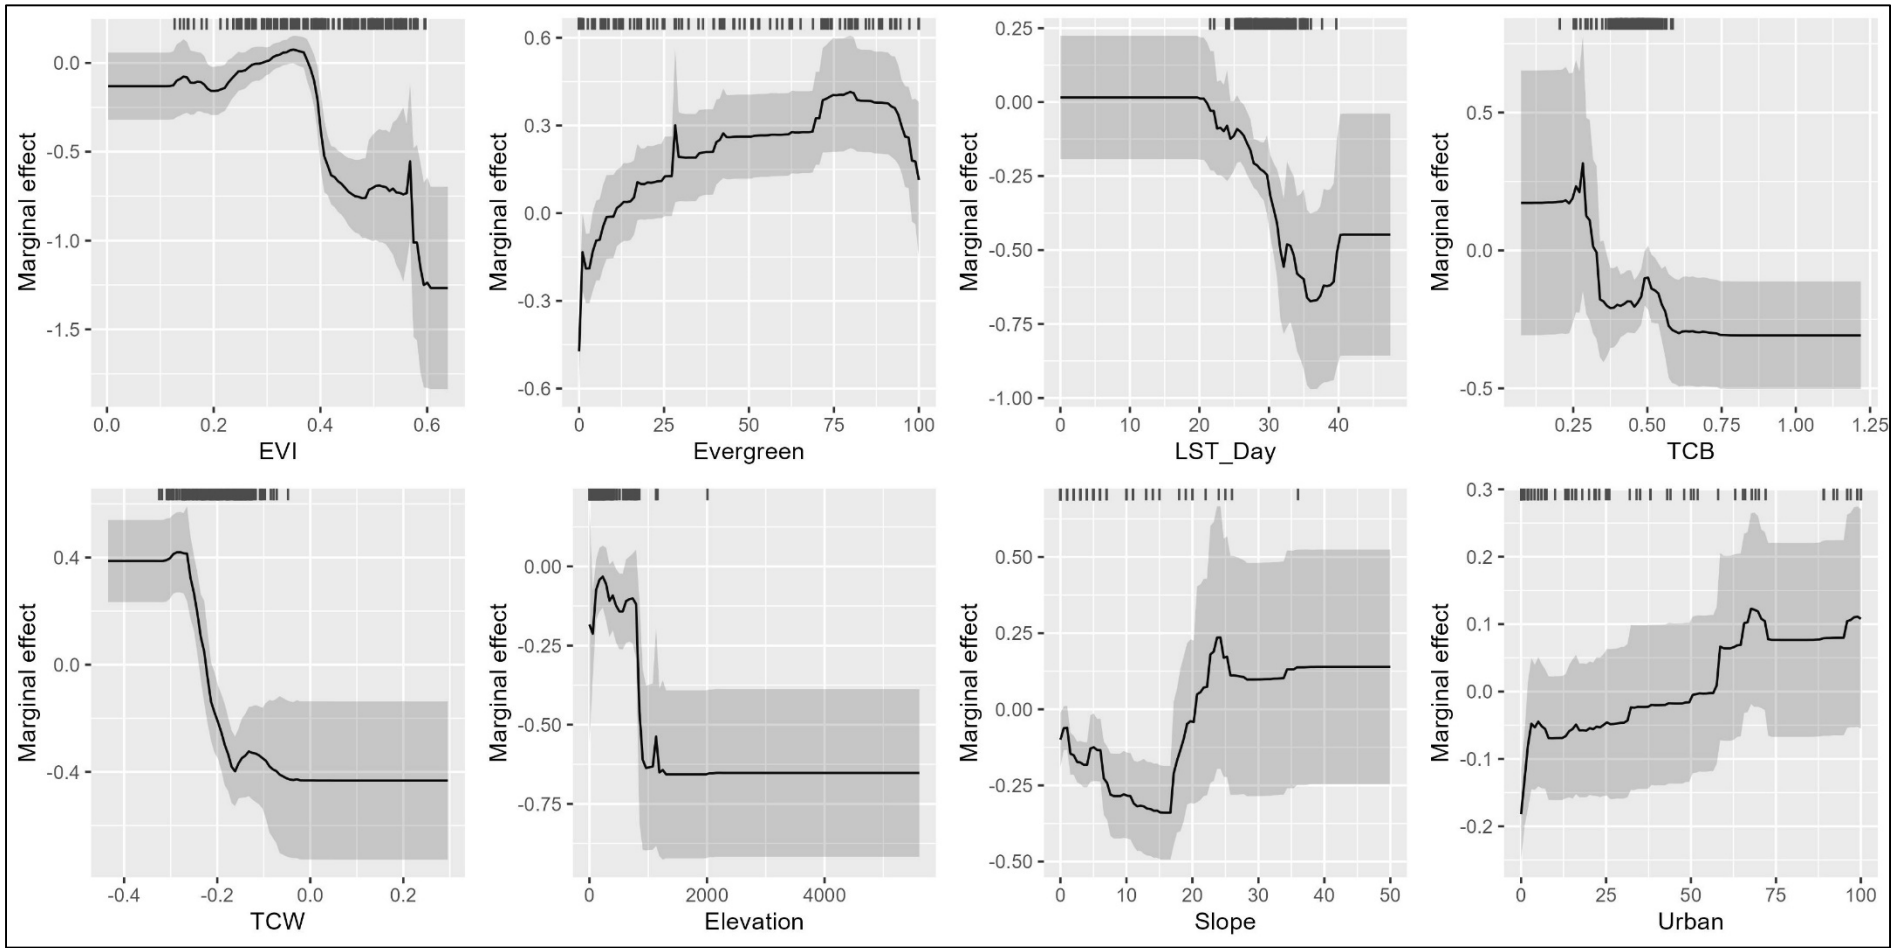 0.0
-0.5
-1.0
-1.5
Marginal effect
0.0 0.2 0.4 0.6
EVI
0.6
0.3
0.0
-0.3
-0.6
Marginal effect
0 25 50 75 100
Evergreen
0.25
0.00
-0.25
-0.50
-0.75
-1.00
Marginal effect
0 10 20 30 40
LST_Day
0.5
0.0
-0.5
Marginal effect
0.25 0.50 0.75 1.00 1.25
TCB
0.4
0.0
-0.4
Marginal effect
-0.4 -0.2 0.0 0.2
TCW
0.00
-0.25
-0.50
-0.75
Marginal effect
0 2000 4000
Elevation
0.50
0.25
0.00
-0.25
-0.50
Marginal effect
0 10 20 30 40 50
Slope
0.3
0.2
0.1
0.0
-0.1
-0.2
Marginal effect
0 25 50 75 100
Urban